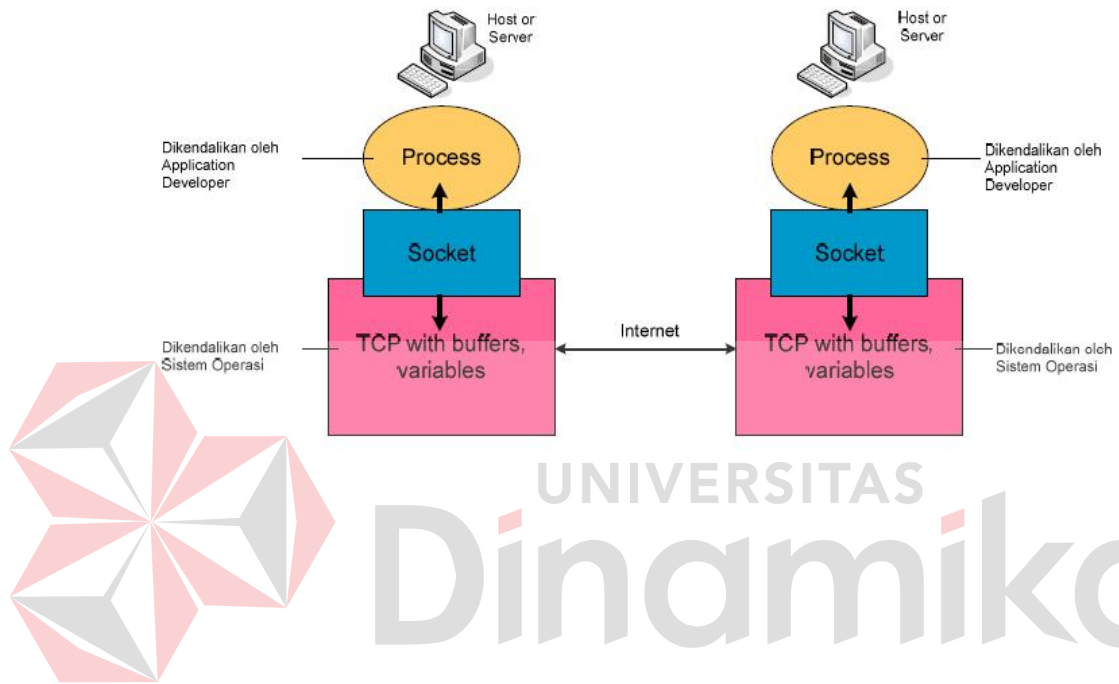 Host or
Server
Host or
Server
Dikendalikan oleh
Application
Developer
Process
Process
Dikendalikan oleh
Application
Developer
Socket
Socket
Dikendalikan oleh
Sistem Operasi
TCP with buffers,
variables
Internet
TCP with buffers,
variables
Dikendalikan oleh
Sistem Operasi
UNIVERSITAS
Dinamika